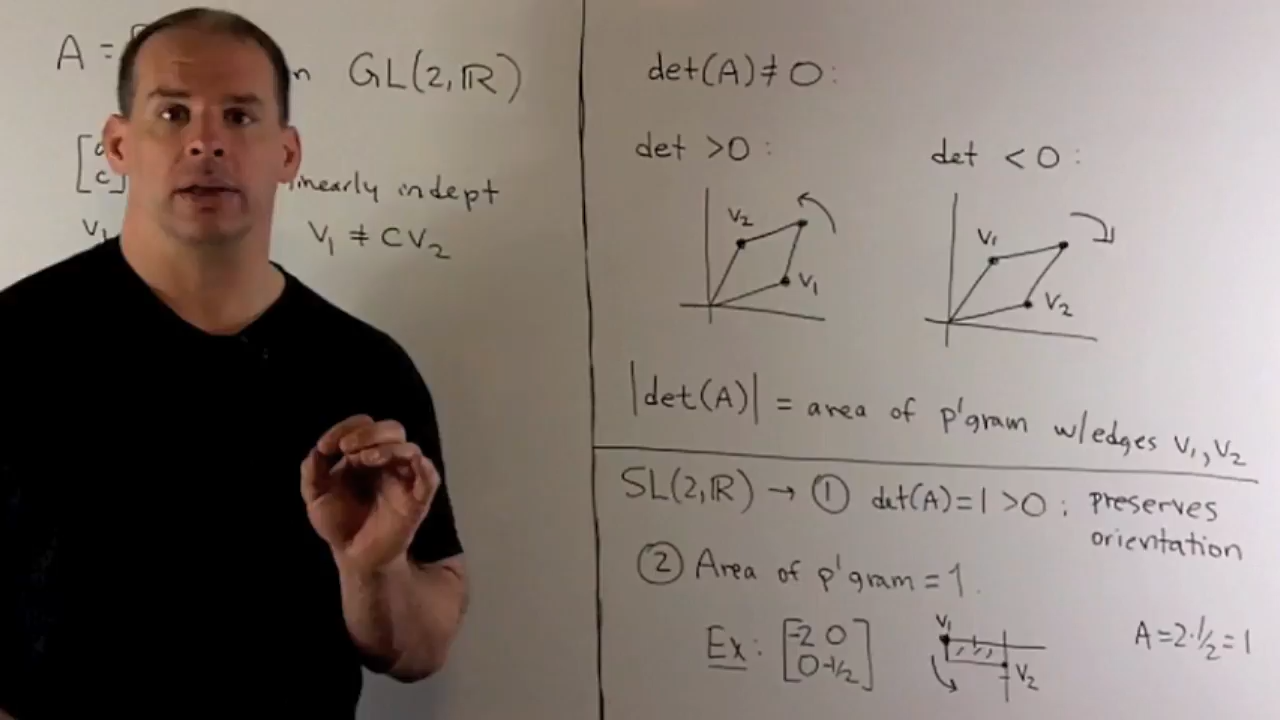 A = n GL(2,ℝ)
[
c]
linearly indept
V₁ V₁ ≠ CV₂
det(A) ≠ 0:
det >0 :
det < 0 :
V₂
V₁
V₁
V₂
|det(A)| = area of p'gram w/edges V₁, V₂
SL(2,ℝ) → ① det(A)=1 >0 : preserves
orientation
② Area of p'gram = 1.
Ex: [-2 0
0 -1/2]
V₁
V₂
A=2·1/2=1